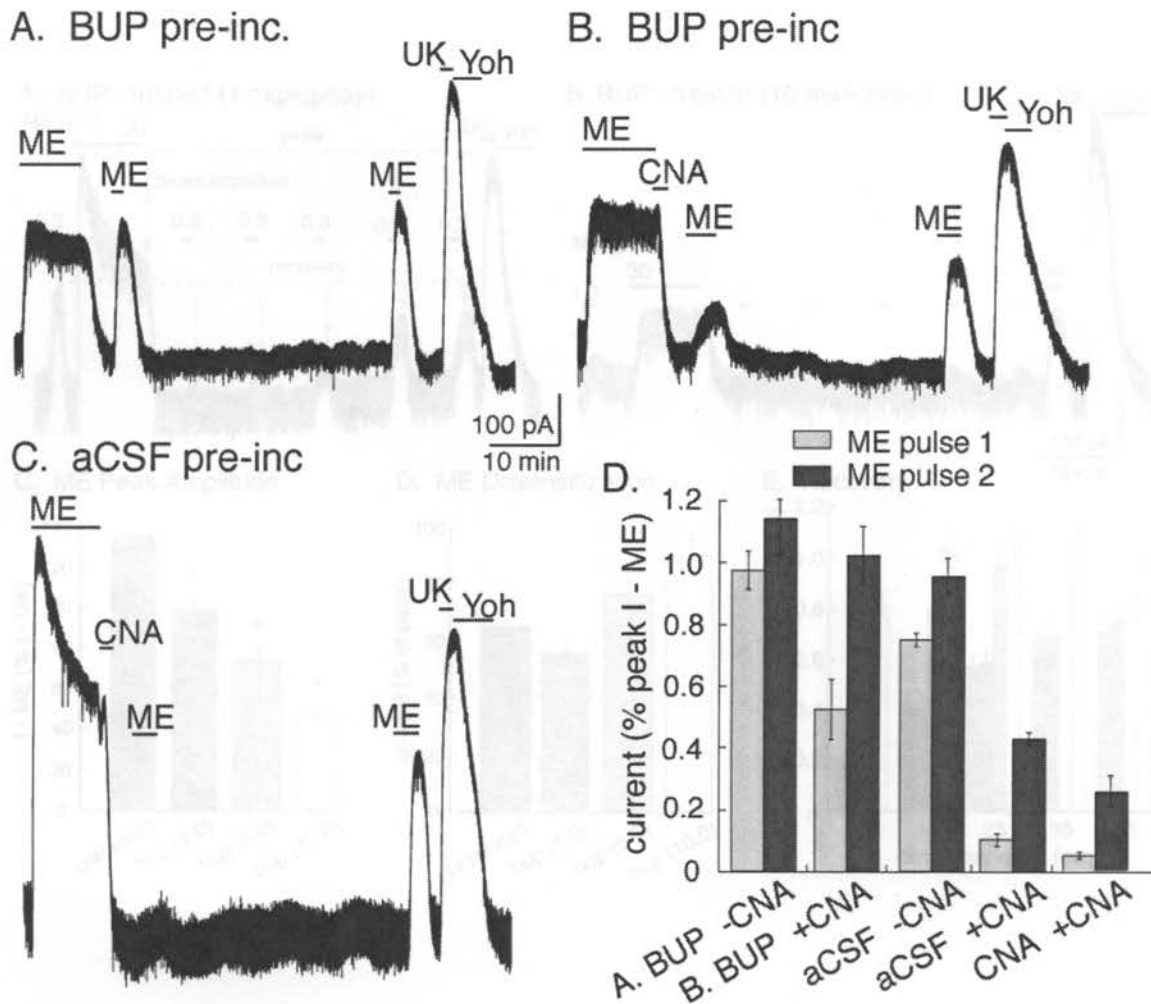 A. BUP pre-inc.
UK
Yoh
ME
ME
ME
B. BUP pre-inc
UK
Yoh
ME
CNA
ME
ME
100 pA
10 min
C. aCSF pre-inc
ME
CNA
ME
UK
Yoh
ME
ME pulse 1
ME pulse 2
D.
current (% peak I - ME)
1.2
1.0
0.8
0.6
0.4
0.2
0
A. BUP -CNA
B. BUP +CNA
aCSF -CNA
aCSF +CNA
CNA +CNA